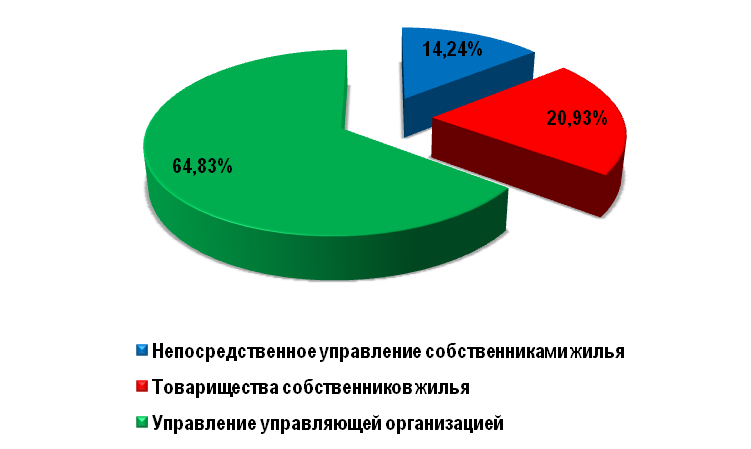 14,24%
20,93%
64,83%
Непосредственное управление собственниками жилья
Товарищества собственников жилья
Управление управляющей организацией